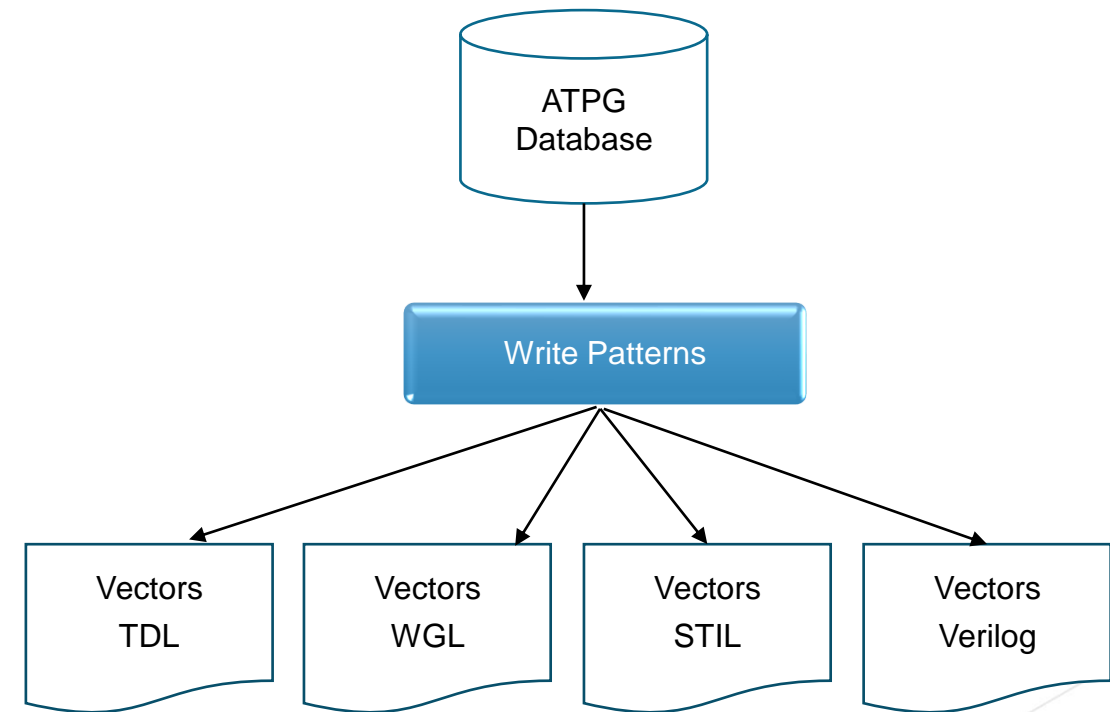 ATPG
Database
Write Patterns
Vectors
TDL
Vectors
WGL
Vectors
STIL
Vectors
Verilog